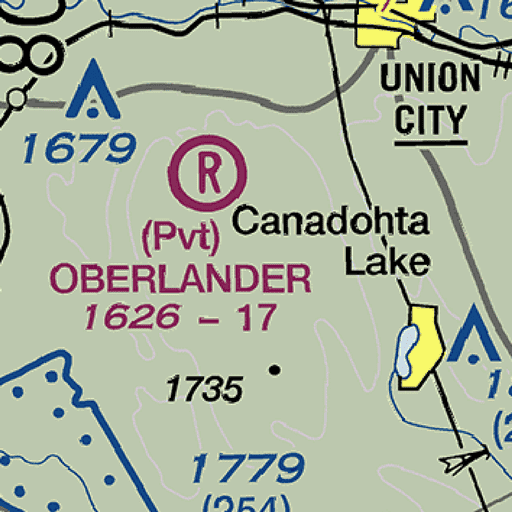 UNION
CITY
1679
R
(Pvt)
OBERLANDER
1626 – 17
Canadohta
Lake
1735
1779
(254)